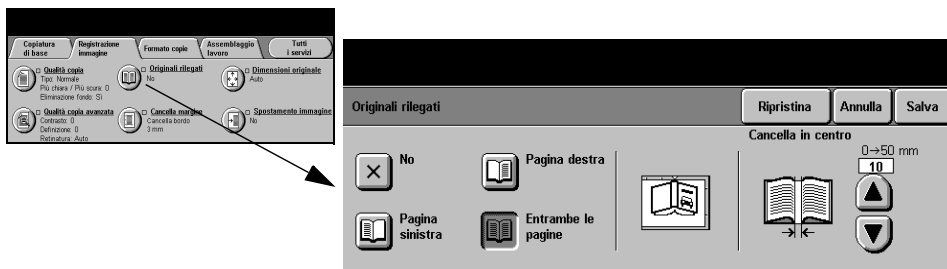 Copiatura di base
Registrazione immagine
Formato copie
Assemblaggio lavoro
Tutti i servizi
Qualità copia
Tipo: Normale
Più chiara / Più scura: 0
Eliminazione fondo: Sì
Originali rilegati
No
Dimensioni originale
Auto
Qualità copia avanzata
Contrasto: 0
Definizione: 0
Retinatura: Auto
Cancella margine
Cancella bordo
3 mm
Spostamento immagine
No
Originali rilegati
Ripristina
Annulla
Salva
Cancella in centro
0→50 mm
10
No
Pagina destra
Pagina
sinistra
Entrambe le
pagine